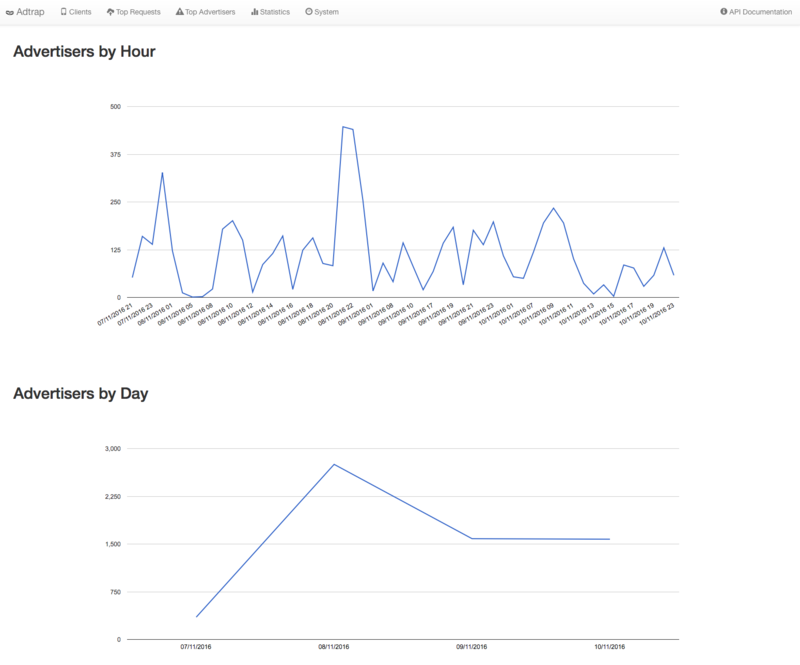 Adtrap Clients Top Requests Top Advertisers Statistics System API Documentation
Advertisers by Hour
500
375
250
125
0
07/11/2016 21 07/11/2016 23 08/11/2016 01 08/11/2016 05 08/11/2016 08 08/11/2016 10 08/11/2016 12 08/11/2016 14 08/11/2016 16 08/11/2016 18 08/11/2016 20 08/11/2016 22 09/11/2016 01 09/11/2016 08 09/11/2016 10 09/11/2016 17 09/11/2016 19 09/11/2016 21 09/11/2016 23 10/11/2016 01 10/11/2016 07 10/11/2016 09 10/11/2016 11 10/11/2016 13 10/11/2016 15 10/11/2016 17 10/11/2016 19 10/11/2016 23
Advertisers by Day
3,000
2,250
1,500
750
0
07/11/2016 08/11/2016 09/11/2016 10/11/2016